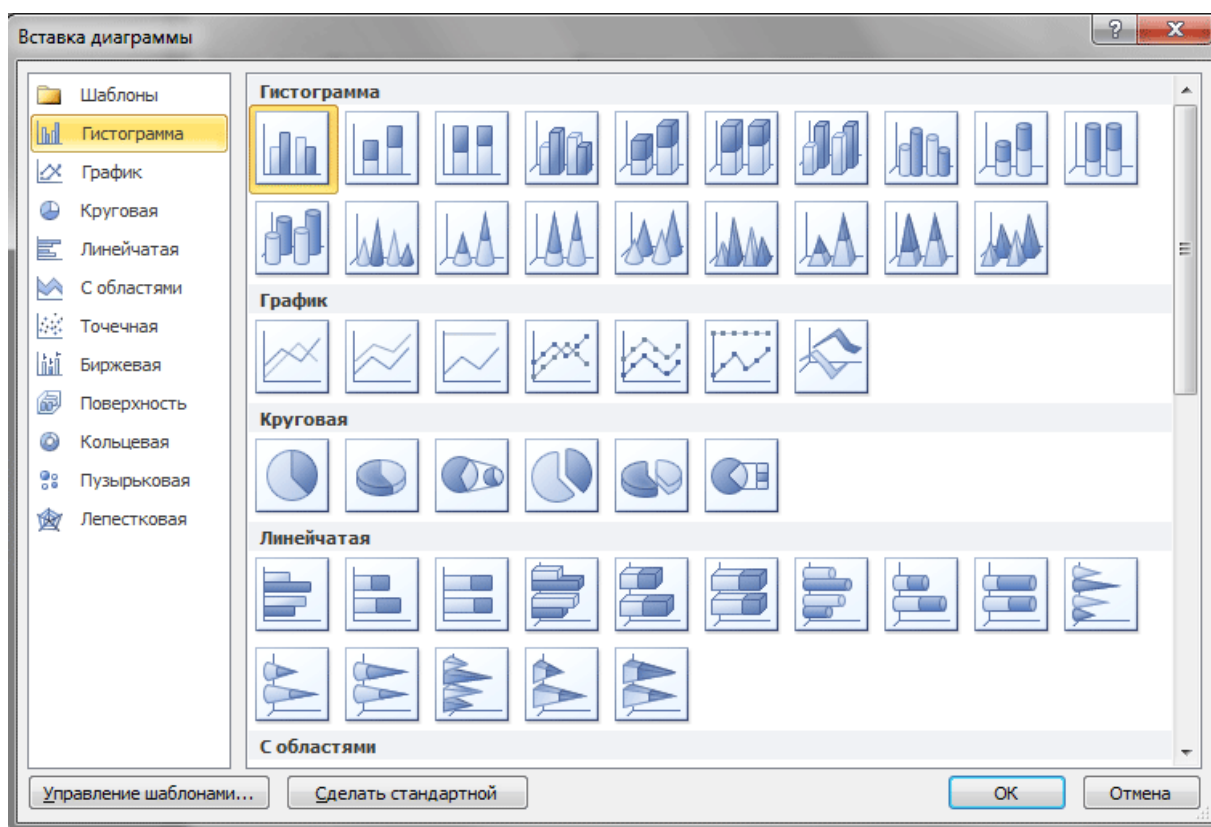 Вставка диаграммы
Шаблоны
Гистограмма
График
Круговая
Линейчатая
С областями
Точечная
Биржевая
Поверхность
Кольцевая
Пузырьковая
Лепестковая
Гистограмма
График
Круговая
Линейчатая
С областями
Управление шаблонами...
Сделать стандартной
ОК
Отмена